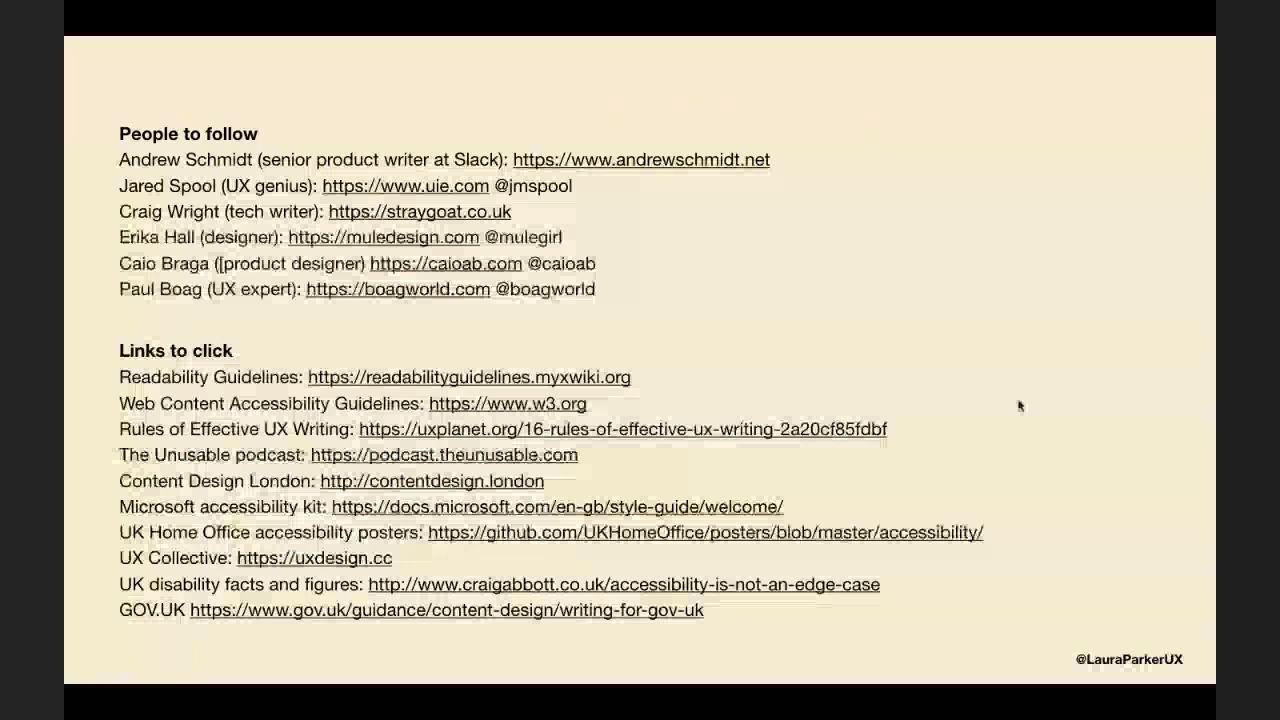 People to follow
Andrew Schmidt (senior product writer at Slack): https://www.andrewschmidt.net
Jared Spool (UX genius): https://www.uie.com @jmspool
Craig Wright (tech writer): https://straygoat.co.uk
Erika Hall (designer): https://muledesign.com @mulegirl
Caio Braga ([product designer) https://caioab.com @caioab
Paul Boag (UX expert): https://boagworld.com @boagworld
Links to click
Readability Guidelines: https://readabilityguidelines.myxwiki.org
Web Content Accessibility Guidelines: https://www.w3.org
Rules of Effective UX Writing: https://uxplanet.org/16-rules-of-effective-ux-writing-2a20cf85fdbf
The Unusable podcast: https://podcast.theunusable.com
Content Design London: http://contentdesign.london
Microsoft accessibility kit: https://docs.microsoft.com/en-gb/style-guide/welcome/
UK Home Office accessibility posters: https://github.com/UKHomeOffice/posters/blob/master/accessibility/
UX Collective: https://uxdesign.cc
UK disability facts and figures: http://www.craigabbott.co.uk/accessibility-is-not-an-edge-case
GOV.UK https://www.gov.uk/guidance/content-design/writing-for-gov-uk
@LauraParkerUX